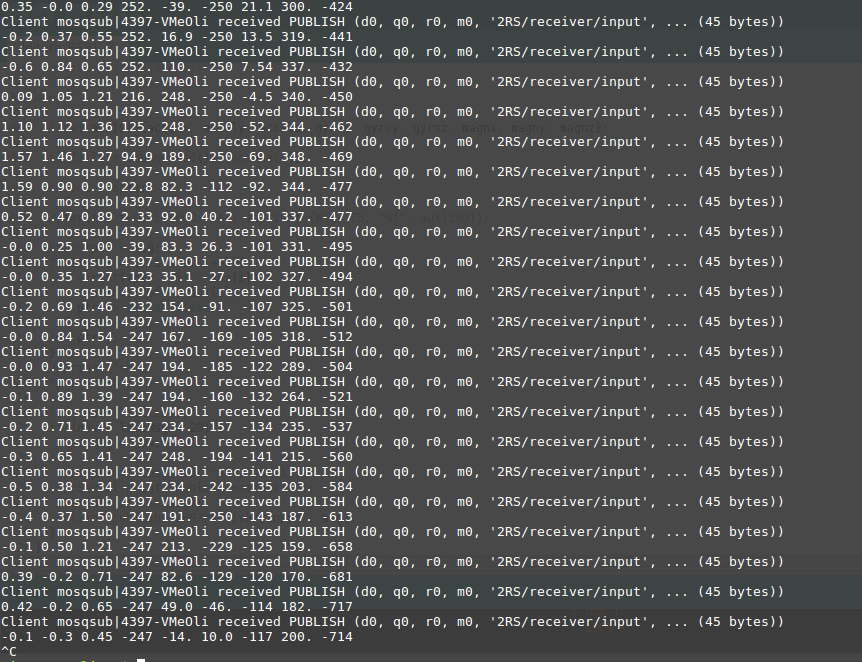 0.35 -0.0 0.29 252. -39. -250 21.1 300. -424
Client mosqsub|4397-VMeOli received PUBLISH (d0, q0, r0, m0, '2RS/receiver/input', ... (45 bytes))
-0.2 0.37 0.55 252. 16.9 -250 13.5 319. -441
Client mosqsub|4397-VMeOli received PUBLISH (d0, q0, r0, m0, '2RS/receiver/input', ... (45 bytes))
-0.6 0.84 0.65 252. 110. -250 7.54 337. -432
Client mosqsub|4397-VMeOli received PUBLISH (d0, q0, r0, m0, '2RS/receiver/input', ... (45 bytes))
0.09 1.05 1.21 216. 248. -250 -4.5 340. -450
Client mosqsub|4397-VMeOli received PUBLISH (d0, q0, r0, m0, '2RS/receiver/input', ... (45 bytes))
1.10 1.12 1.36 125. 248. -250 -52. 344. -462
Client mosqsub|4397-VMeOli received PUBLISH (d0, q0, r0, m0, '2RS/receiver/input', ... (45 bytes))
1.57 1.46 1.27 94.9 189. -250 -69. 348. -469
Client mosqsub|4397-VMeOli received PUBLISH (d0, q0, r0, m0, '2RS/receiver/input', ... (45 bytes))
1.59 0.90 0.90 22.8 82.3 -112 -92. 344. -477
Client mosqsub|4397-VMeOli received PUBLISH (d0, q0, r0, m0, '2RS/receiver/input', ... (45 bytes))
0.52 0.47 0.89 2.33 92.0 40.2 -101 337. -477
Client mosqsub|4397-VMeOli received PUBLISH (d0, q0, r0, m0, '2RS/receiver/input', ... (45 bytes))
-0.0 0.25 1.00 -39. 83.3 26.3 -101 331. -495
Client mosqsub|4397-VMeOli received PUBLISH (d0, q0, r0, m0, '2RS/receiver/input', ... (45 bytes))
-0.0 0.35 1.27 -123 35.1 -27. -102 327. -494
Client mosqsub|4397-VMeOli received PUBLISH (d0, q0, r0, m0, '2RS/receiver/input', ... (45 bytes))
-0.2 0.69 1.46 -232 154. -91. -107 325. -501
Client mosqsub|4397-VMeOli received PUBLISH (d0, q0, r0, m0, '2RS/receiver/input', ... (45 bytes))
-0.0 0.84 1.54 -247 167. -169 -105 318. -512
Client mosqsub|4397-VMeOli received PUBLISH (d0, q0, r0, m0, '2RS/receiver/input', ... (45 bytes))
-0.0 0.93 1.47 -247 194. -185 -122 289. -504
Client mosqsub|4397-VMeOli received PUBLISH (d0, q0, r0, m0, '2RS/receiver/input', ... (45 bytes))
-0.1 0.89 1.39 -247 194. -160 -132 264. -521
Client mosqsub|4397-VMeOli received PUBLISH (d0, q0, r0, m0, '2RS/receiver/input', ... (45 bytes))
-0.2 0.71 1.45 -247 234. -157 -134 235. -537
Client mosqsub|4397-VMeOli received PUBLISH (d0, q0, r0, m0, '2RS/receiver/input', ... (45 bytes))
-0.3 0.65 1.41 -247 248. -194 -141 215. -560
Client mosqsub|4397-VMeOli received PUBLISH (d0, q0, r0, m0, '2RS/receiver/input', ... (45 bytes))
-0.5 0.38 1.34 -247 234. -242 -135 203. -584
Client mosqsub|4397-VMeOli received PUBLISH (d0, q0, r0, m0, '2RS/receiver/input', ... (45 bytes))
-0.4 0.37 1.50 -247 191. -250 -143 187. -613
Client mosqsub|4397-VMeOli received PUBLISH (d0, q0, r0, m0, '2RS/receiver/input', ... (45 bytes))
-0.1 0.50 1.21 -247 213. -229 -125 159. -658
Client mosqsub|4397-VMeOli received PUBLISH (d0, q0, r0, m0, '2RS/receiver/input', ... (45 bytes))
0.39 -0.2 0.71 -247 82.6 -129 -120 170. -681
Client mosqsub|4397-VMeOli received PUBLISH (d0, q0, r0, m0, '2RS/receiver/input', ... (45 bytes))
0.42 -0.2 0.65 -247 49.0 -46. -114 182. -717
Client mosqsub|4397-VMeOli received PUBLISH (d0, q0, r0, m0, '2RS/receiver/input', ... (45 bytes))
-0.1 -0.3 0.45 -247 -14. 10.0 -117 200. -714
^C